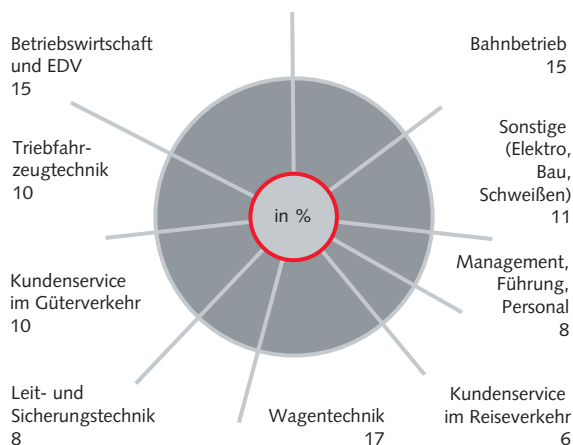 Betriebswirtschaft
und EDV
15
Bahnbetrieb
15
Triebfahr-
zeugtechnik
10
Sonstige
(Elektro,
Bau,
Schweißen)
11
in %
Kundenservice
im Güterverkehr
10
Management,
Führung,
Personal
8
Leit- und
Sicherungstechnik
8
Wagentechnik
17
Kundenservice
im Reiseverkehr
6